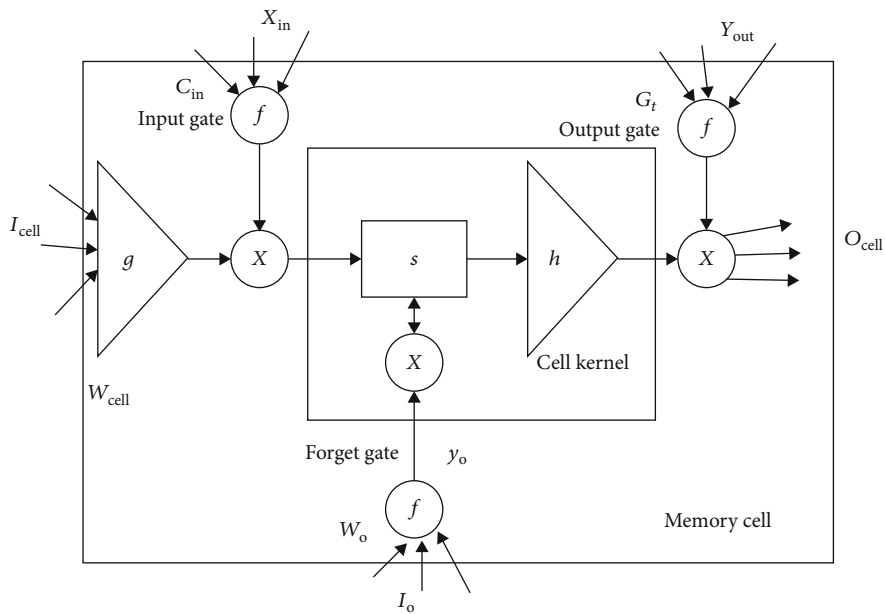 X_in
Y_out
C_in
Input gate
f
G_t
Output gate
f
I_cell
g
X
s
h
X
O_cell
X
Cell kernel
W_cell
Forget gate
y_o
f
W_o
Memory cell
I_o